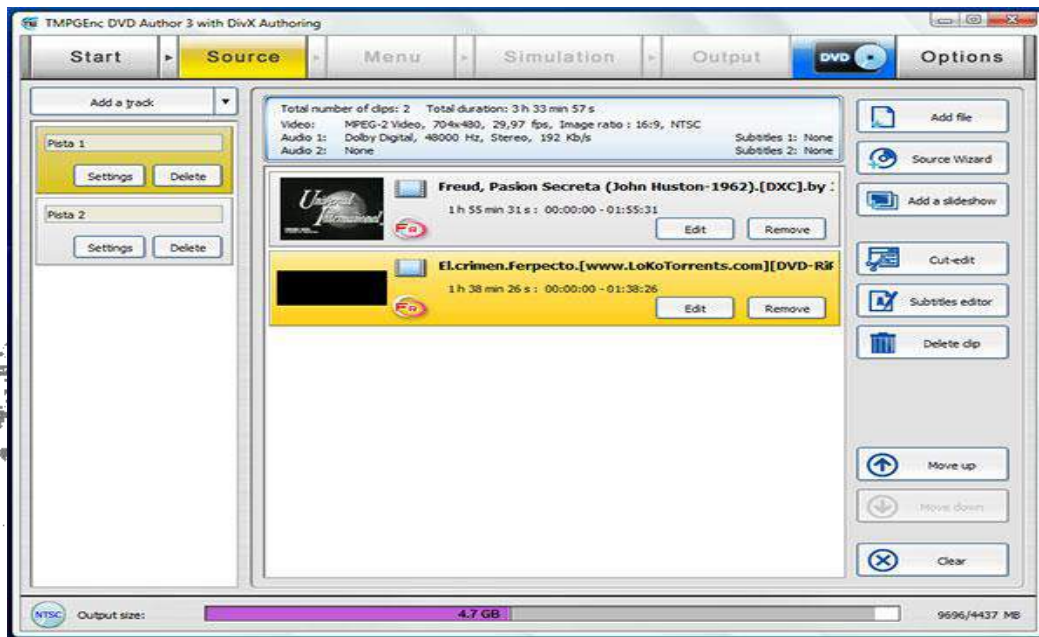 TMPGEnc DVD Author 3 with DivX Authoring
Start Source Menu Simulation Output DVD Options
Add a track
Pista 1
Settings Delete
Pista 2
Settings Delete
Total number of clips: 2 Total duration: 3 h 33 min 57 s
Video: MPEG-2 Video, 704x480, 29,97 fps, Image ratio : 16:9, NTSC
Audio 1: Dolby Digital, 48000 Hz, Stereo, 192 Kb/s Subtitles 1: None
Audio 2: None Subtitles 2: None
Freud, Pasion Secreta (John Huston-1962).[DXC].by
Universal
International
1 h 55 min 31 s : 00:00:00 - 01:55:31
Edit Remove
El.crimen.Ferpecto.[www.LoKoTorrents.com][DVD-Rif
1 h 38 min 26 s : 00:00:00 - 01:38:26
Edit Remove
Add file
Source Wizard
Add a slideshow
Cut-edit
Subtitles editor
Delete clip
Move up
Move down
Clear
NTSC Output size: 4.7 GB 9696/4437 MB